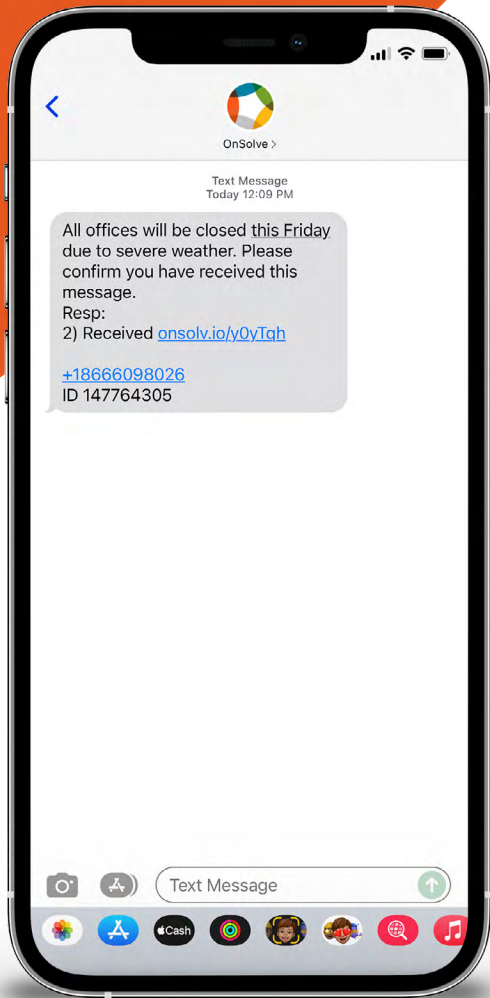 OnSolve >
Text Message
Today 12:09 PM
All offices will be closed this Friday
due to severe weather. Please
confirm you have received this
message.
Resp:
2) Received onsolv.io/y0yTqh
+18666098026
ID 147764305
Text Message
Cash